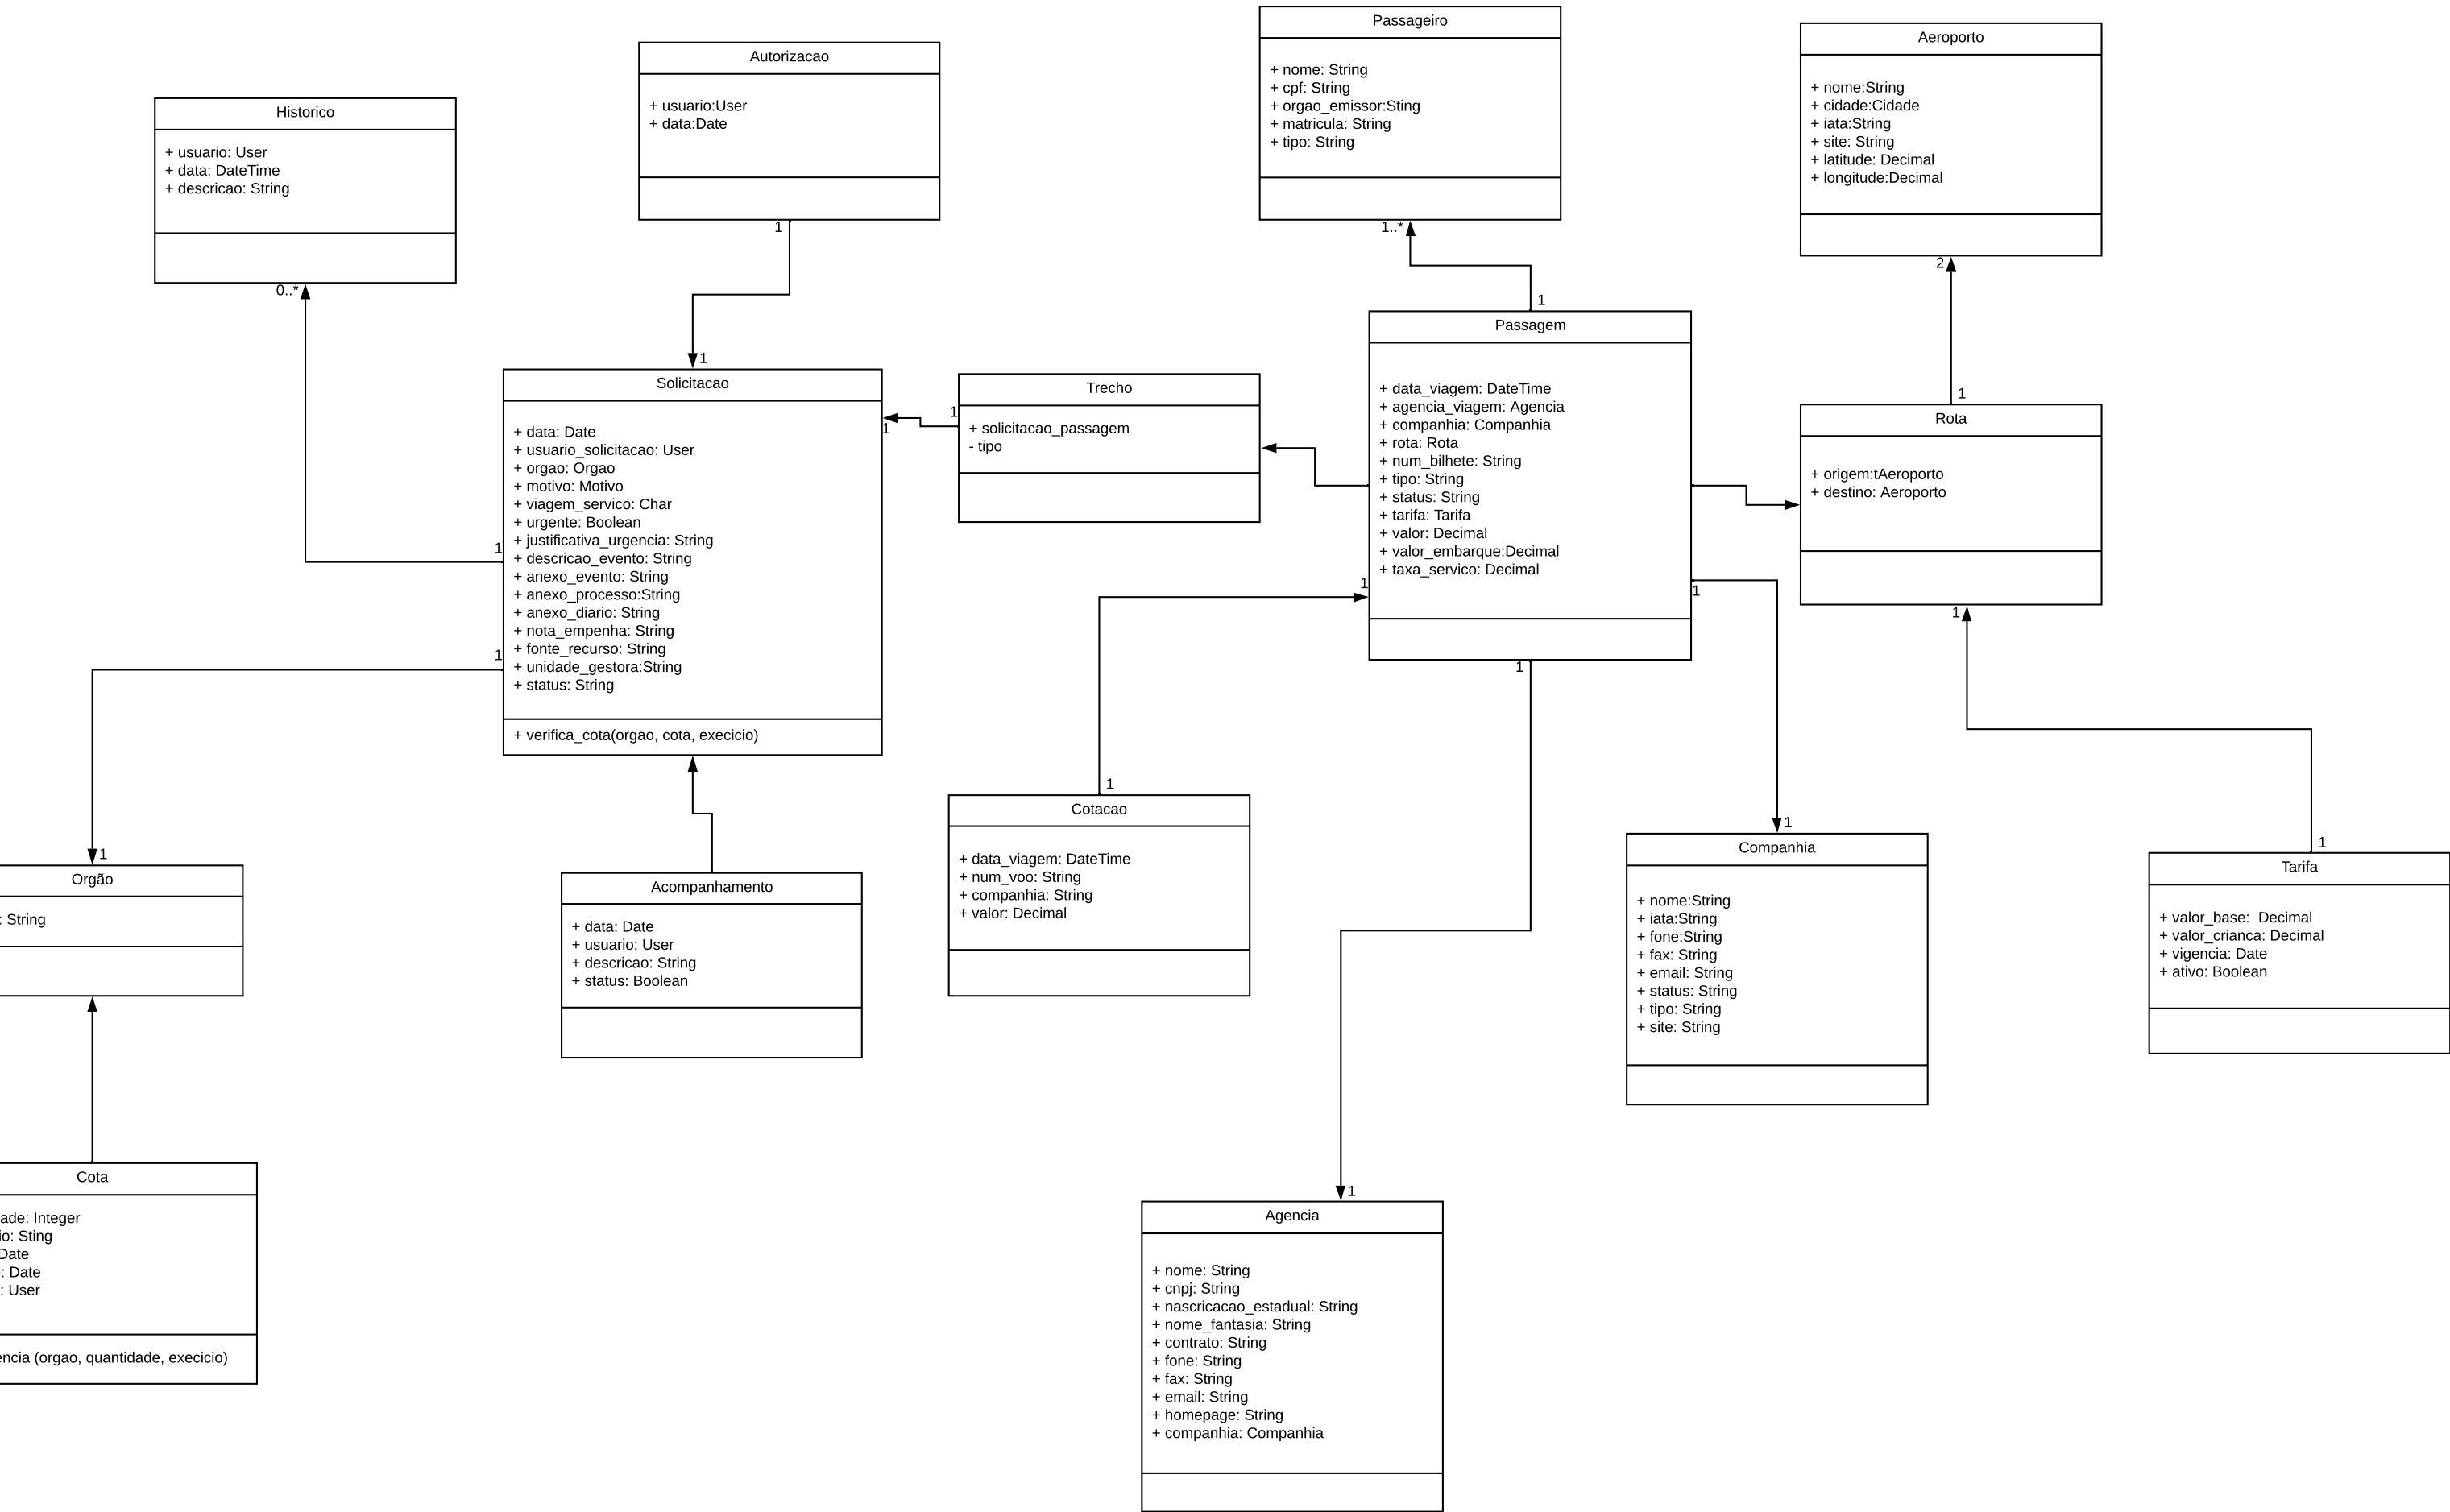 Passageiro
+ nome: String
+ cpf: String
+ orgao_emissor:Sting
+ matricula: String
+ tipo: String
1..*
Aeroporto
+ nome:String
+ cidade:Cidade
+ iata:String
+ site: String
+ latitude: Decimal
+ longitude:Decimal
2
Autorizacao
+ usuario:User
+ data:Date
1
1
Historico
+ usuario: User
+ data: DateTime
+ descricao: String
0..*
Solicitacao
+ data: Date
+ usuario_solicitacao: User
+ orgao: Orgao
+ motivo: Motivo
+ viagem_servico: Char
+ urgente: Boolean
+ justificativa_urgencia: String
+ descricao_evento: String
+ anexo_evento: String
+ anexo_processo:String
+ anexo_diario: String
+ nota_empenha: String
+ fonte_recurso: String
+ unidade_gestora:String
+ status: String
+ verifica_cota(orgao, cota, execicio)
1
1
1
1
Trecho
+ solicitacao_passagem
- tipo
1
Passagem
+ data_viagem: DateTime
+ agencia_viagem: Agencia
+ companhia: Companhia
+ rota: Rota
+ num_bilhete: String
+ tipo: String
+ status: String
+ tarifa: Tarifa
+ valor: Decimal
+ valor_embarque:Decimal
+ taxa_servico: Decimal
1
1
1
1
Rota
+ origem:tAeroporto
+ destino: Aeroporto
1
1
Orgão
: String
1
Acompanhamento
+ data: Date
+ usuario: User
+ descricao: String
+ status: Boolean
1
Cotacao
+ data_viagem: DateTime
+ num_voo: String
+ companhia: String
+ valor: Decimal
1
Companhia
+ nome:String
+ iata:String
+ fone:String
+ fax: String
+ email: String
+ status: String
+ tipo: String
+ site: String
1
Tarifa
+ valor_base:  Decimal
+ valor_crianca: Decimal
+ vigencia: Date
+ ativo: Boolean
Cota
ade: Integer
io: Sting
Date
: Date
: User
encia (orgao, quantidade, execicio)
1
Agencia
+ nome: String
+ cnpj: String
+ nascricacao_estadual: String
+ nome_fantasia: String
+ contrato: String
+ fone: String
+ fax: String
+ email: String
+ homepage: String
+ companhia: Companhia